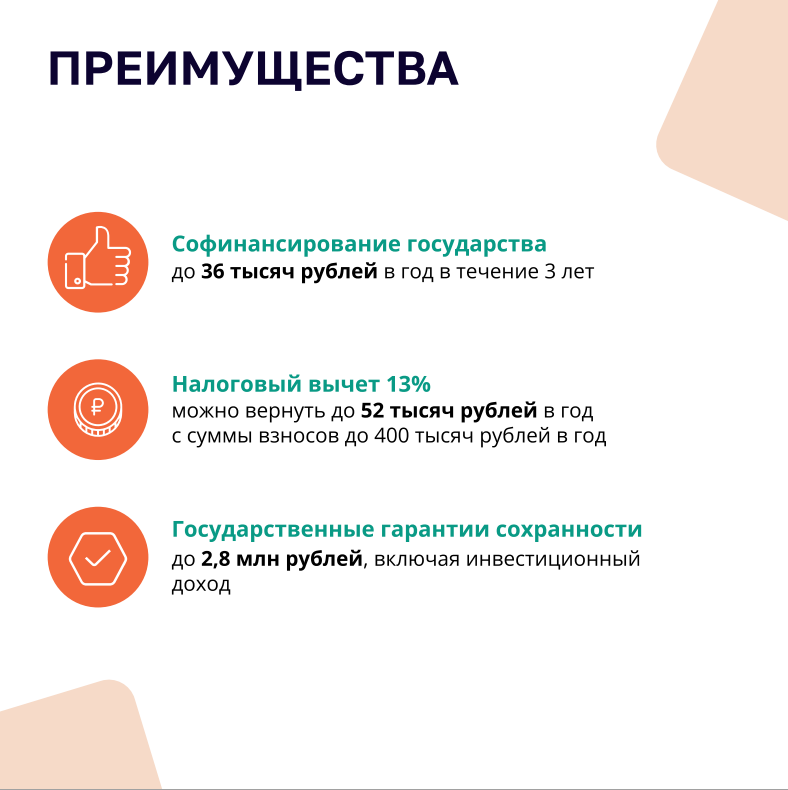 ПРЕИМУЩЕСТВА
Софинансирование государства
до 36 тысяч рублей в год в течение 3 лет
Налоговый вычет 13%
можно вернуть до 52 тысяч рублей в год
с суммы взносов до 400 тысяч рублей в год
₽
Государственные гарантии сохранности
до 2,8 млн рублей, включая инвестиционный
доход